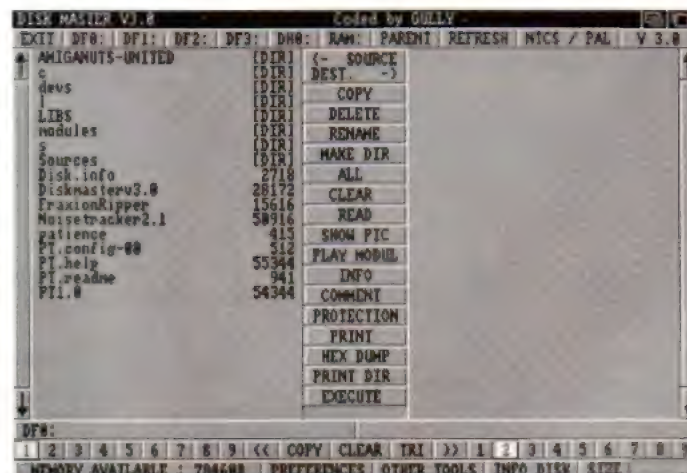 DISK MASTER V3.0 Coded by GULLY
EXIT DF0: DF1: DF2: DF3: DH0: RAM: PARENT REFRESH NTCS / PAL V 3.0
AMIGANUTS-UNITED [DIR]
c [DIR]
devs [DIR]
l [DIR]
LIBS [DIR]
modules [DIR]
s [DIR]
Sources [DIR]
Disk.info 2718
Diskmasterv3.0 28172
FraxionRipper 15616
Noisetracker2.1 50916
patience 415
PT.config-00 512
PT.help 55344
PT.readme 941
PT1.0 54344
<- SOURCE
DEST. ->
COPY
DELETE
RENAME
MAKE DIR
ALL
CLEAR
READ
SHOW PIC
PLAY MODUL
INFO
COMMENT
PROTECTION
PRINT
HEX DUMP
PRINT DIR
EXECUTE
DF0:
1 2 3 4 5 6 7 8 9 << COPY CLEAR TRI >> 1 2 3 4 5 6 7 8 9
MEMORY AVAILABLE : PREFERENCES OTHER TOOLS INFO DISK